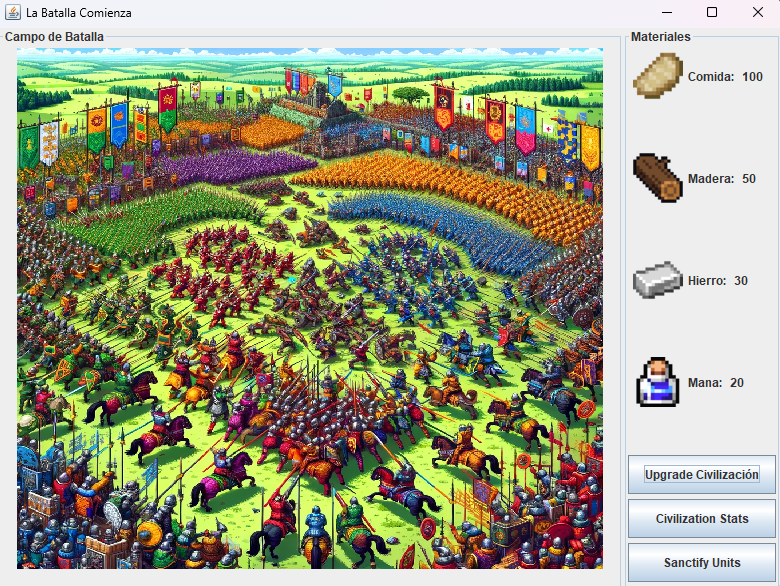 La Batalla Comienza
Campo de Batalla
Materiales
Comida: 100
Madera: 50
Hierro: 30
Mana: 20
Upgrade Civilización
Civilization Stats
Sanctify Units